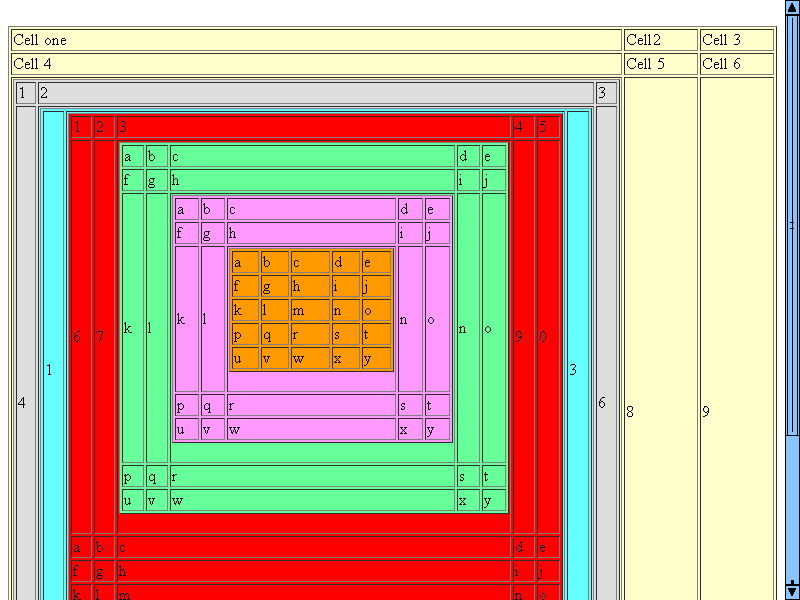 Cell one Cell2 Cell 3
Cell 4 Cell 5 Cell 6
1 2 3
1 2 3 4 5
a b c d e
f g h i j
a b c d e
f g h i j
a b c d e
f g h i j
k l m n o
p q r s t
u v w x y
k l n o
p q r s t
u v w x y
k l n o
p q r s t
u v w x y
6 7 9 0
1 3
4 6
8 9
a b c d e
f g h i j
k l m n o